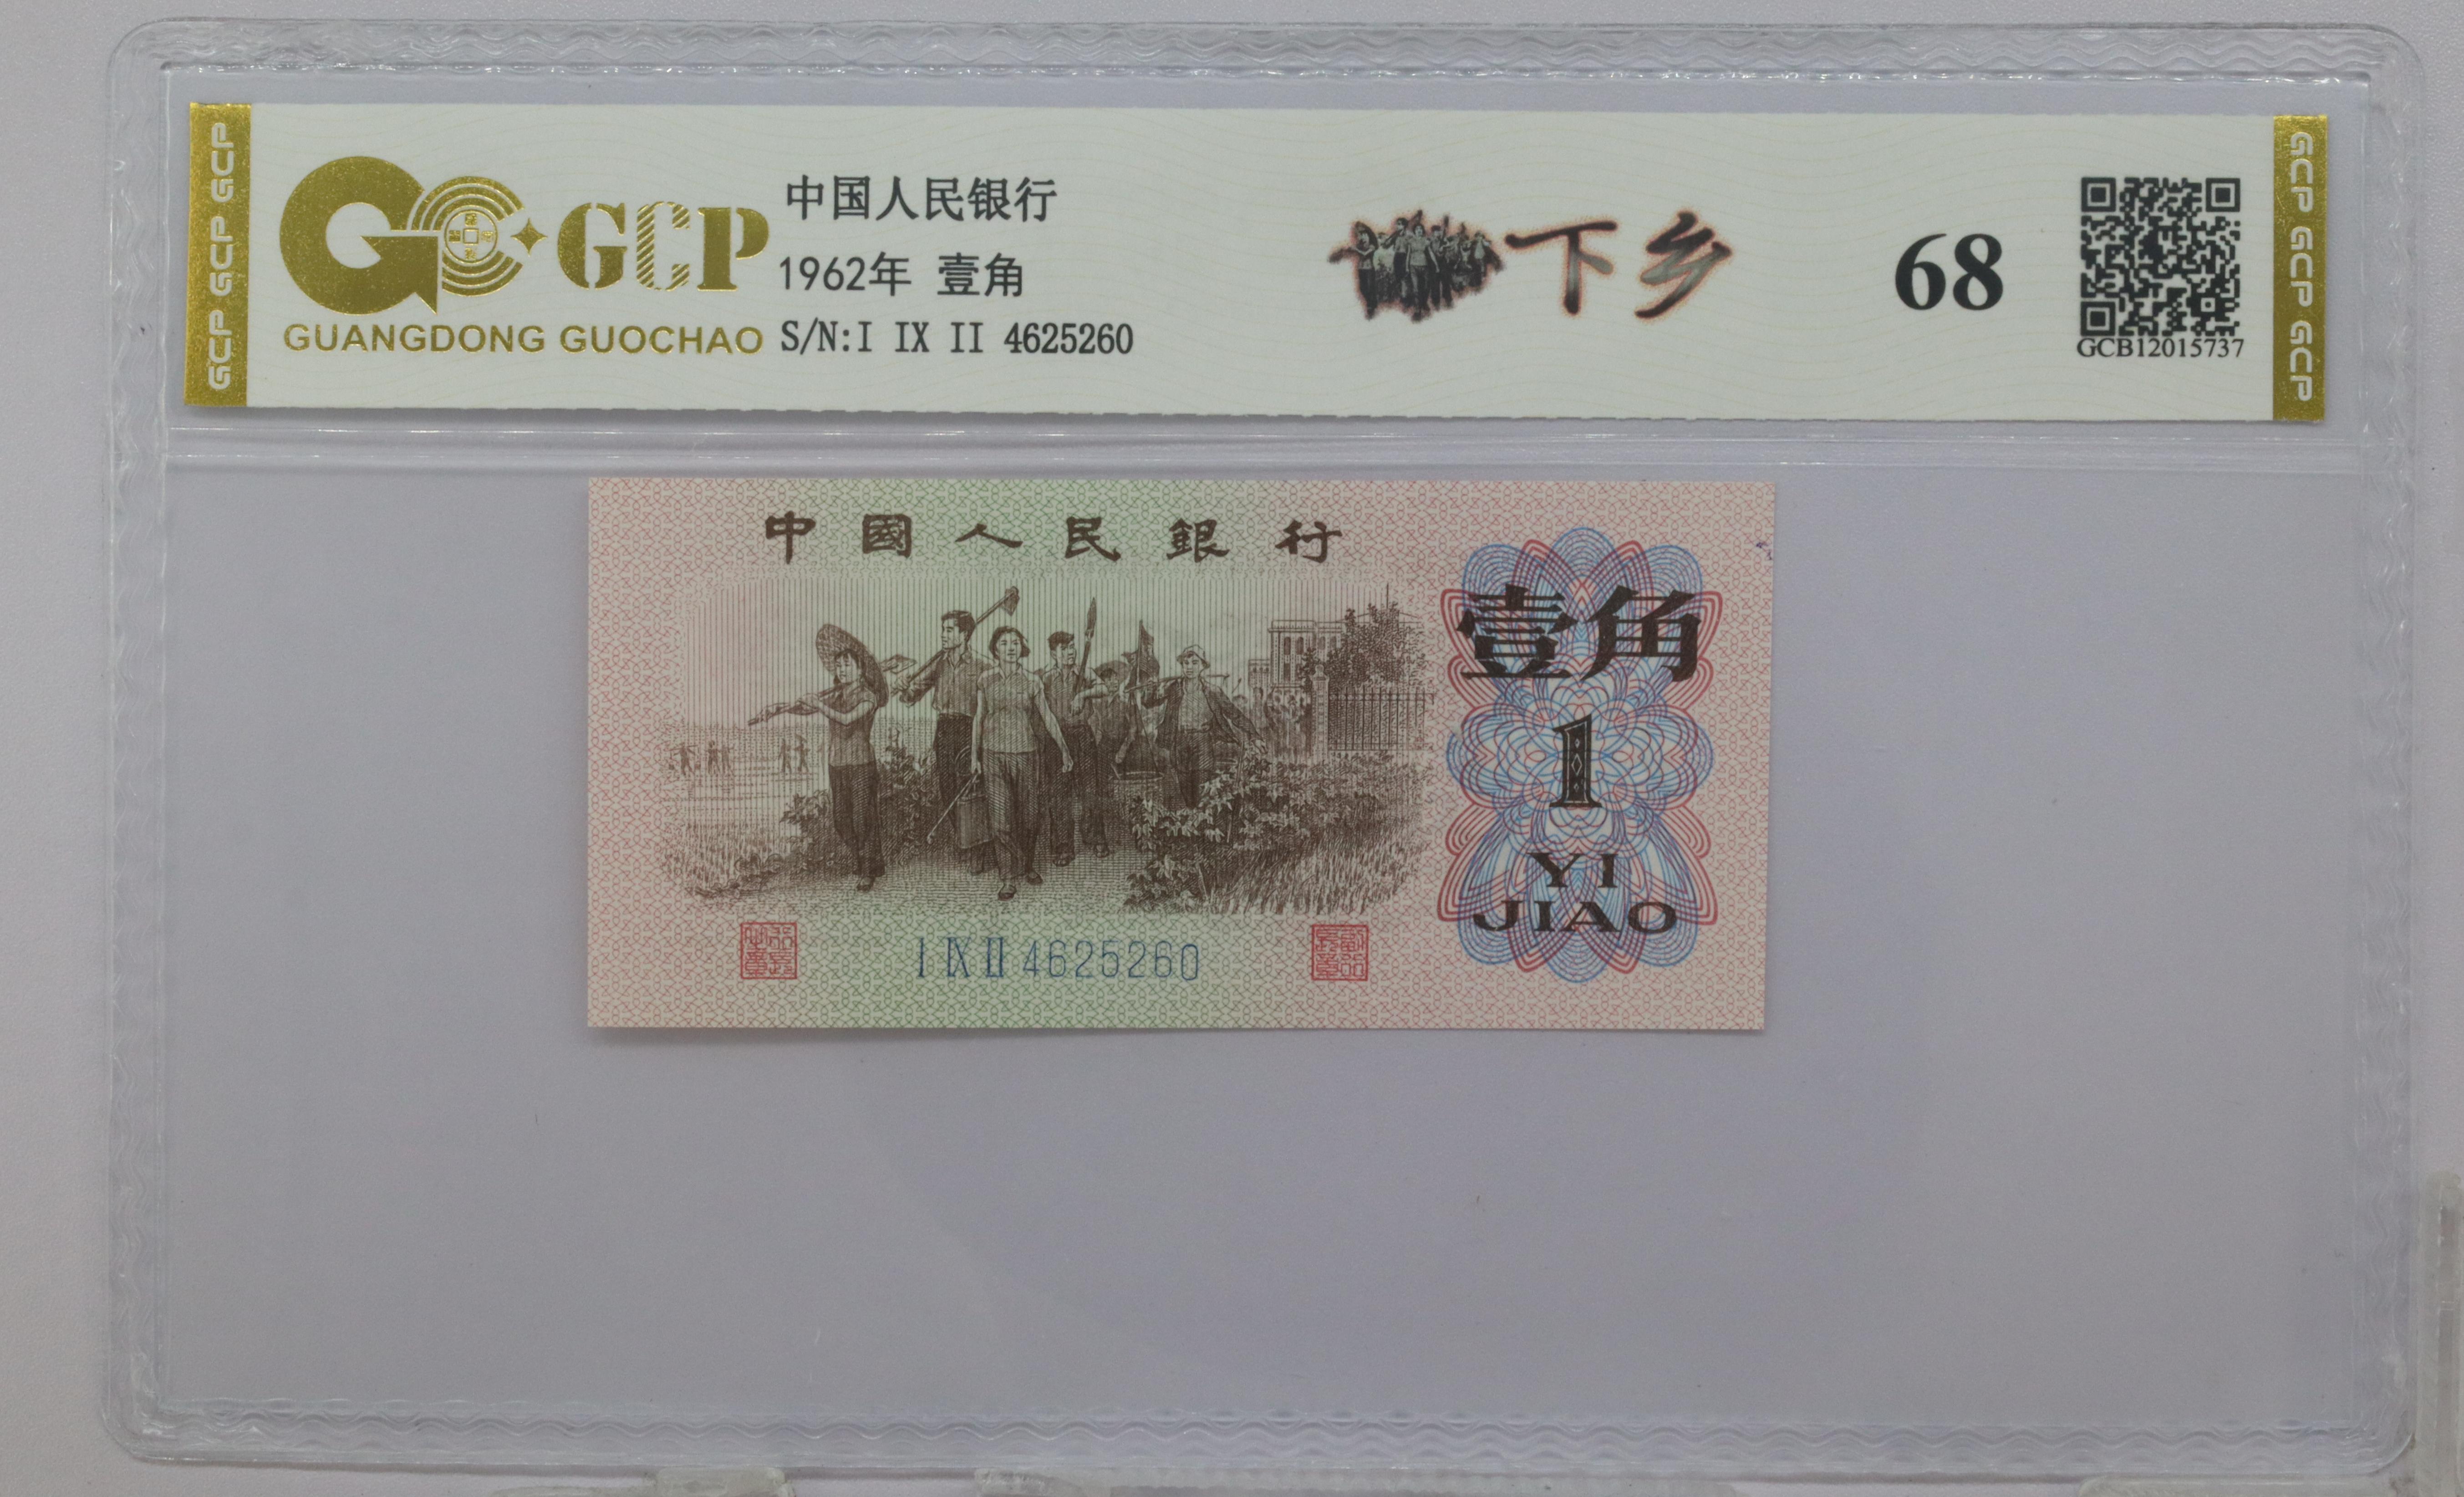 GCP GCP GCP
GCP
GUANGDONG GUOCHAO
中国人民银行
1962年 壹角
S/N:I IX II 4625260
下乡
68
GCB12015737
GCP GCP GCP
中國人民銀行
壹角
1
YI
JIAO
I IX II 4625260